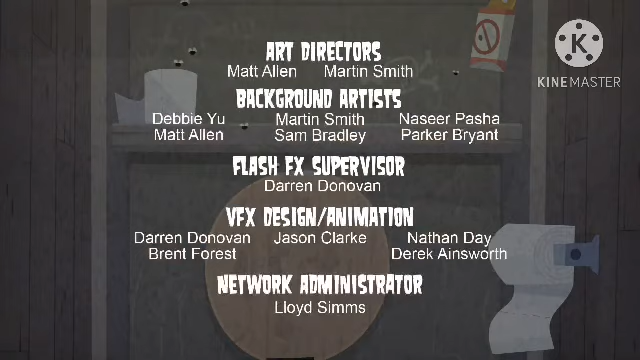 ART DIRECTORS
Matt Allen Martin Smith
BACKGROUND ARTISTS
Debbie Yu Martin Smith Naseer Pasha
Matt Allen Sam Bradley Parker Bryant
FLASH FX SUPERVISOR
Darren Donovan
VFX DESIGN/ANIMATION
Darren Donovan Jason Clarke Nathan Day
Brent Forest Derek Ainsworth
NETWORK ADMINISTRATOR
Lloyd Simms
K
KINEMASTER